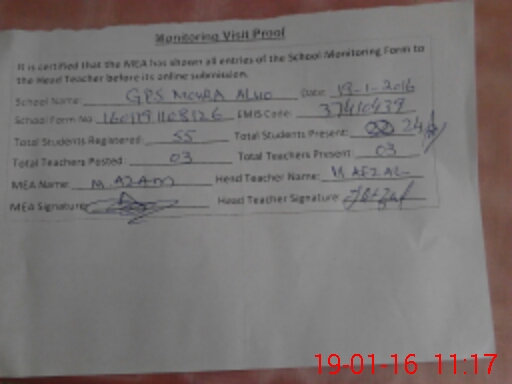 Monitoring Visit Proof
It is certified that the MEA has shown all entries of the School Monitoring Form to
the Head Teacher before its online submission.
School Name: GPS MOHRA Date: 19-1-2016
School Form No EMIS Code: 37410439
Total Students Registered: 55 Total Students Present: 24
Total Teachers Posted: 03 Total Teachers Present: 03
MEA Name: M AZAM Head Teacher Name: M AFZAL
MEA Signature: Head Teacher Signature
19-01-16 11:17